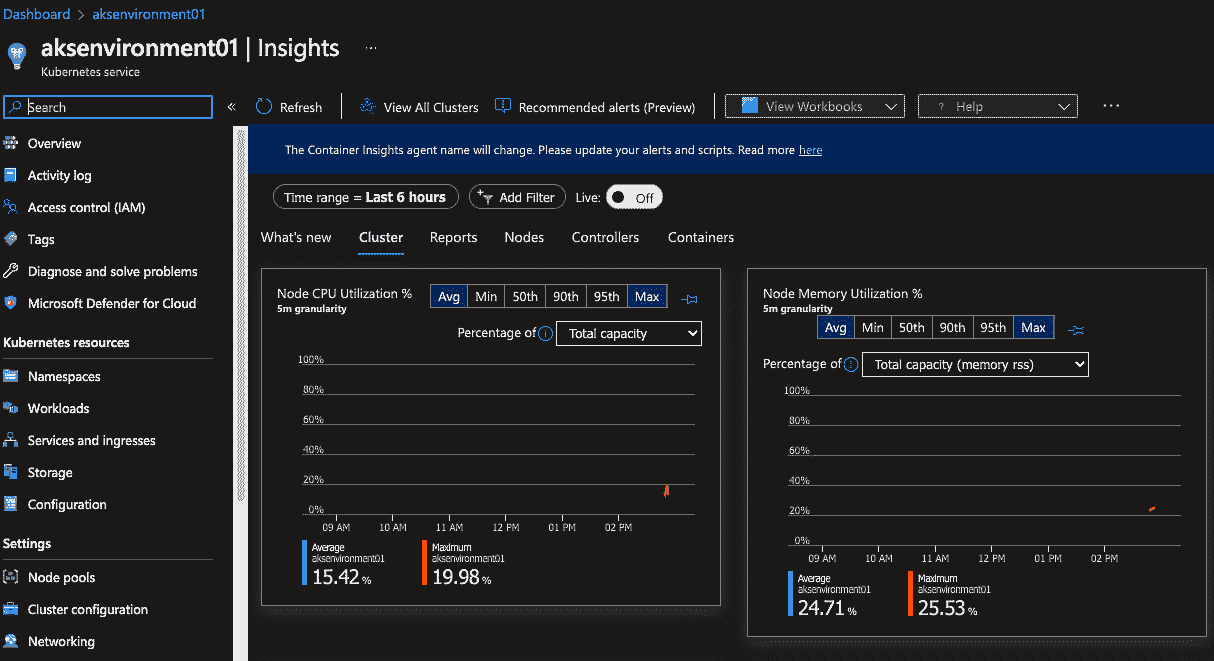 Dashboard > aksenvironment01
aksenvironment01 | Insights ...
Kubernetes service
Search
«
Refresh
View All Clusters
Recommended alerts (Preview)
View Workbooks
? Help
...
Overview
Activity log
Access control (IAM)
Tags
Diagnose and solve problems
Microsoft Defender for Cloud
Kubernetes resources
Namespaces
Workloads
Services and ingresses
Storage
Configuration
Settings
Node pools
Cluster configuration
Networking
The Container Insights agent name will change. Please update your alerts and scripts. Read more here
Time range = Last 6 hours
Add Filter
Live: Off
What's new Cluster Reports Nodes Controllers Containers
Node CPU Utilization %
5m granularity
Avg Min 50th 90th 95th Max
Percentage of Total capacity
100%
80%
60%
40%
20%
0%
09 AM 10 AM 11 AM 12 PM 01 PM 02 PM
Average
aksenvironment01
15.42 %
Maximum
aksenvironment01
19.98 %
Node Memory Utilization %
5m granularity
Avg Min 50th 90th 95th Max
Percentage of Total capacity (memory rss)
100%
80%
60%
40%
20%
0%
09 AM 10 AM 11 AM 12 PM 01 PM 02 PM
Average
aksenvironment01
24.71 %
Maximum
aksenvironment01
25.53 %